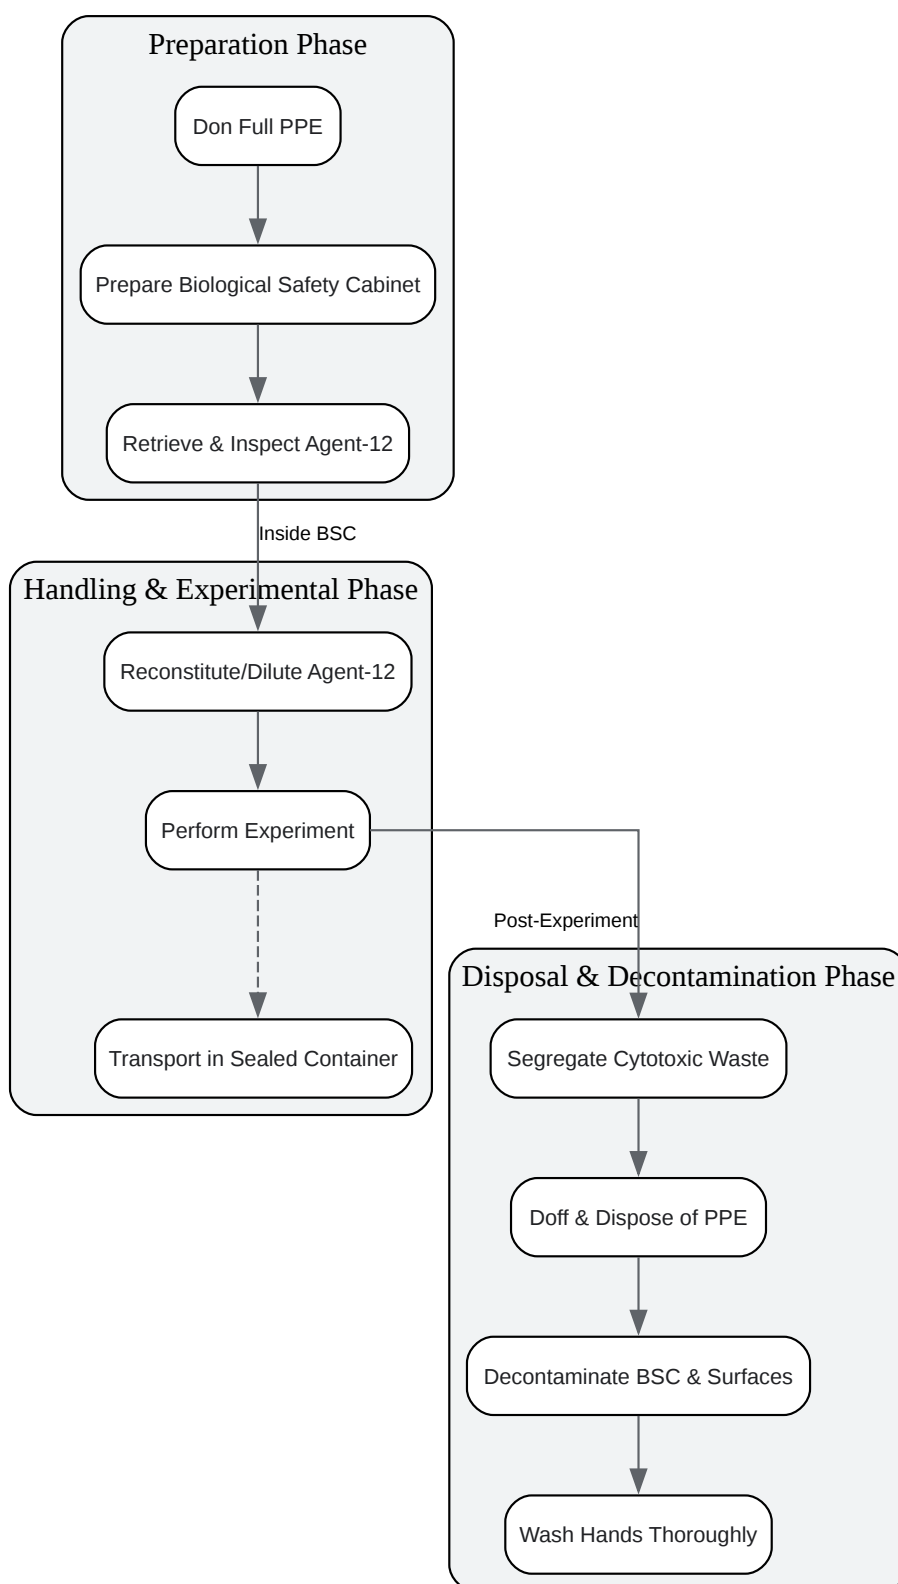 Preparation Phase
Don Full PPE
Prepare Biological Safety Cabinet
Retrieve & Inspect Agent-12
Inside BSC
Handling & Experimental Phase
Reconstitute/Dilute Agent-12
Perform Experiment
Post-Experiment
Transport in Sealed Container
Disposal & Decontamination Phase
Segregate Cytotoxic Waste
Doff & Dispose of PPE
Decontaminate BSC & Surfaces
Wash Hands Thoroughly